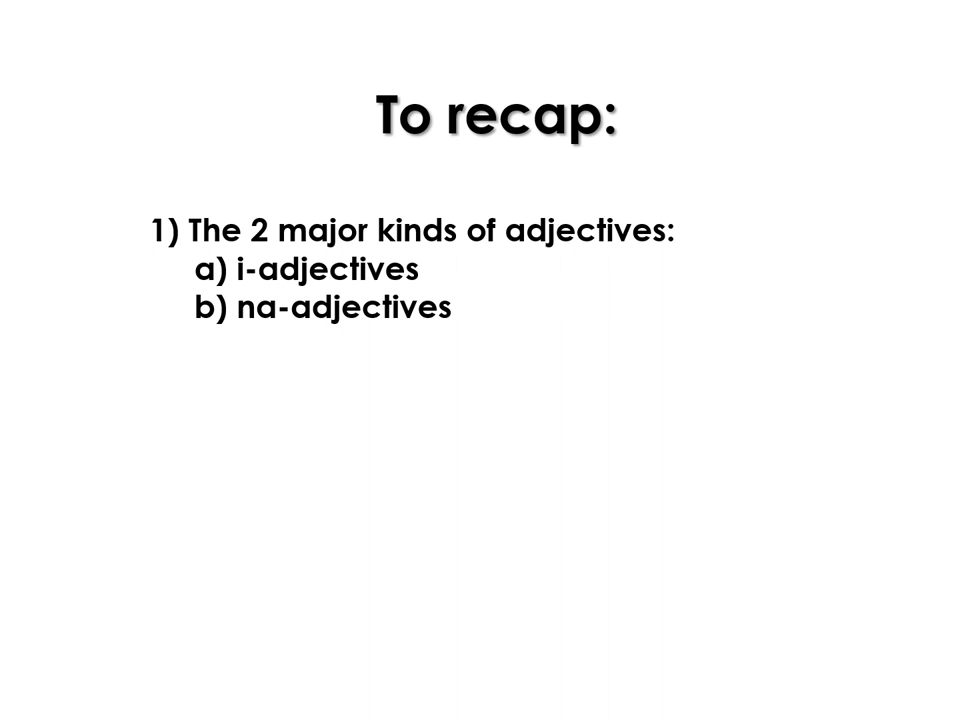 To recap:
1) The 2 major kinds of adjectives:
a) i-adjectives
b) na-adjectives